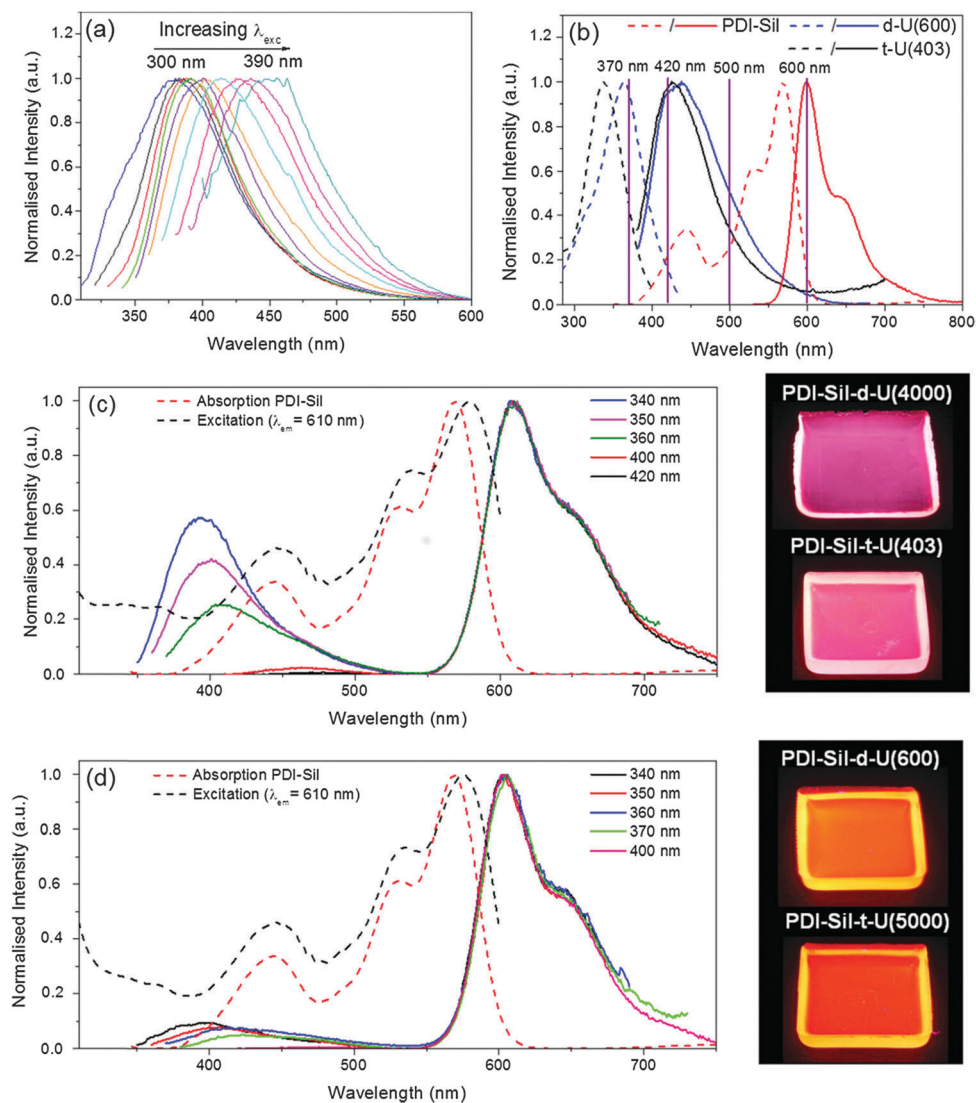 (a)
Increasing λexc
300 nm 390 nm
Normalised Intensity (a.u.)
1.0
0.8
0.6
0.4
0.2
0.0
350 400 450 500 550 600
Wavelength (nm)
(b)
/ PDI-Sil / d-U(600)
/ t-U(403)
370 nm 420 nm 500 nm 600 nm
Normalised Intensity (a.u.)
1.0
0.8
0.6
0.4
0.2
0.0
300 400 500 600 700 800
Wavelength (nm)
(c)
Absorption PDI-Sil
Excitation (λem = 610 nm)
340 nm
350 nm
360 nm
400 nm
420 nm
Normalised Intensity (a.u.)
1.0
0.8
0.6
0.4
0.2
0.0
400 500 600 700
Wavelength (nm)
PDI-Sil-d-U(4000)
PDI-Sil-t-U(403)
(d)
Absorption PDI-Sil
Excitation (λem = 610 nm)
340 nm
350 nm
360 nm
370 nm
400 nm
Normalised Intensity (a.u.)
1.0
0.8
0.6
0.4
0.2
0.0
400 500 600 700
Wavelength (nm)
PDI-Sil-d-U(600)
PDI-Sil-t-U(5000)